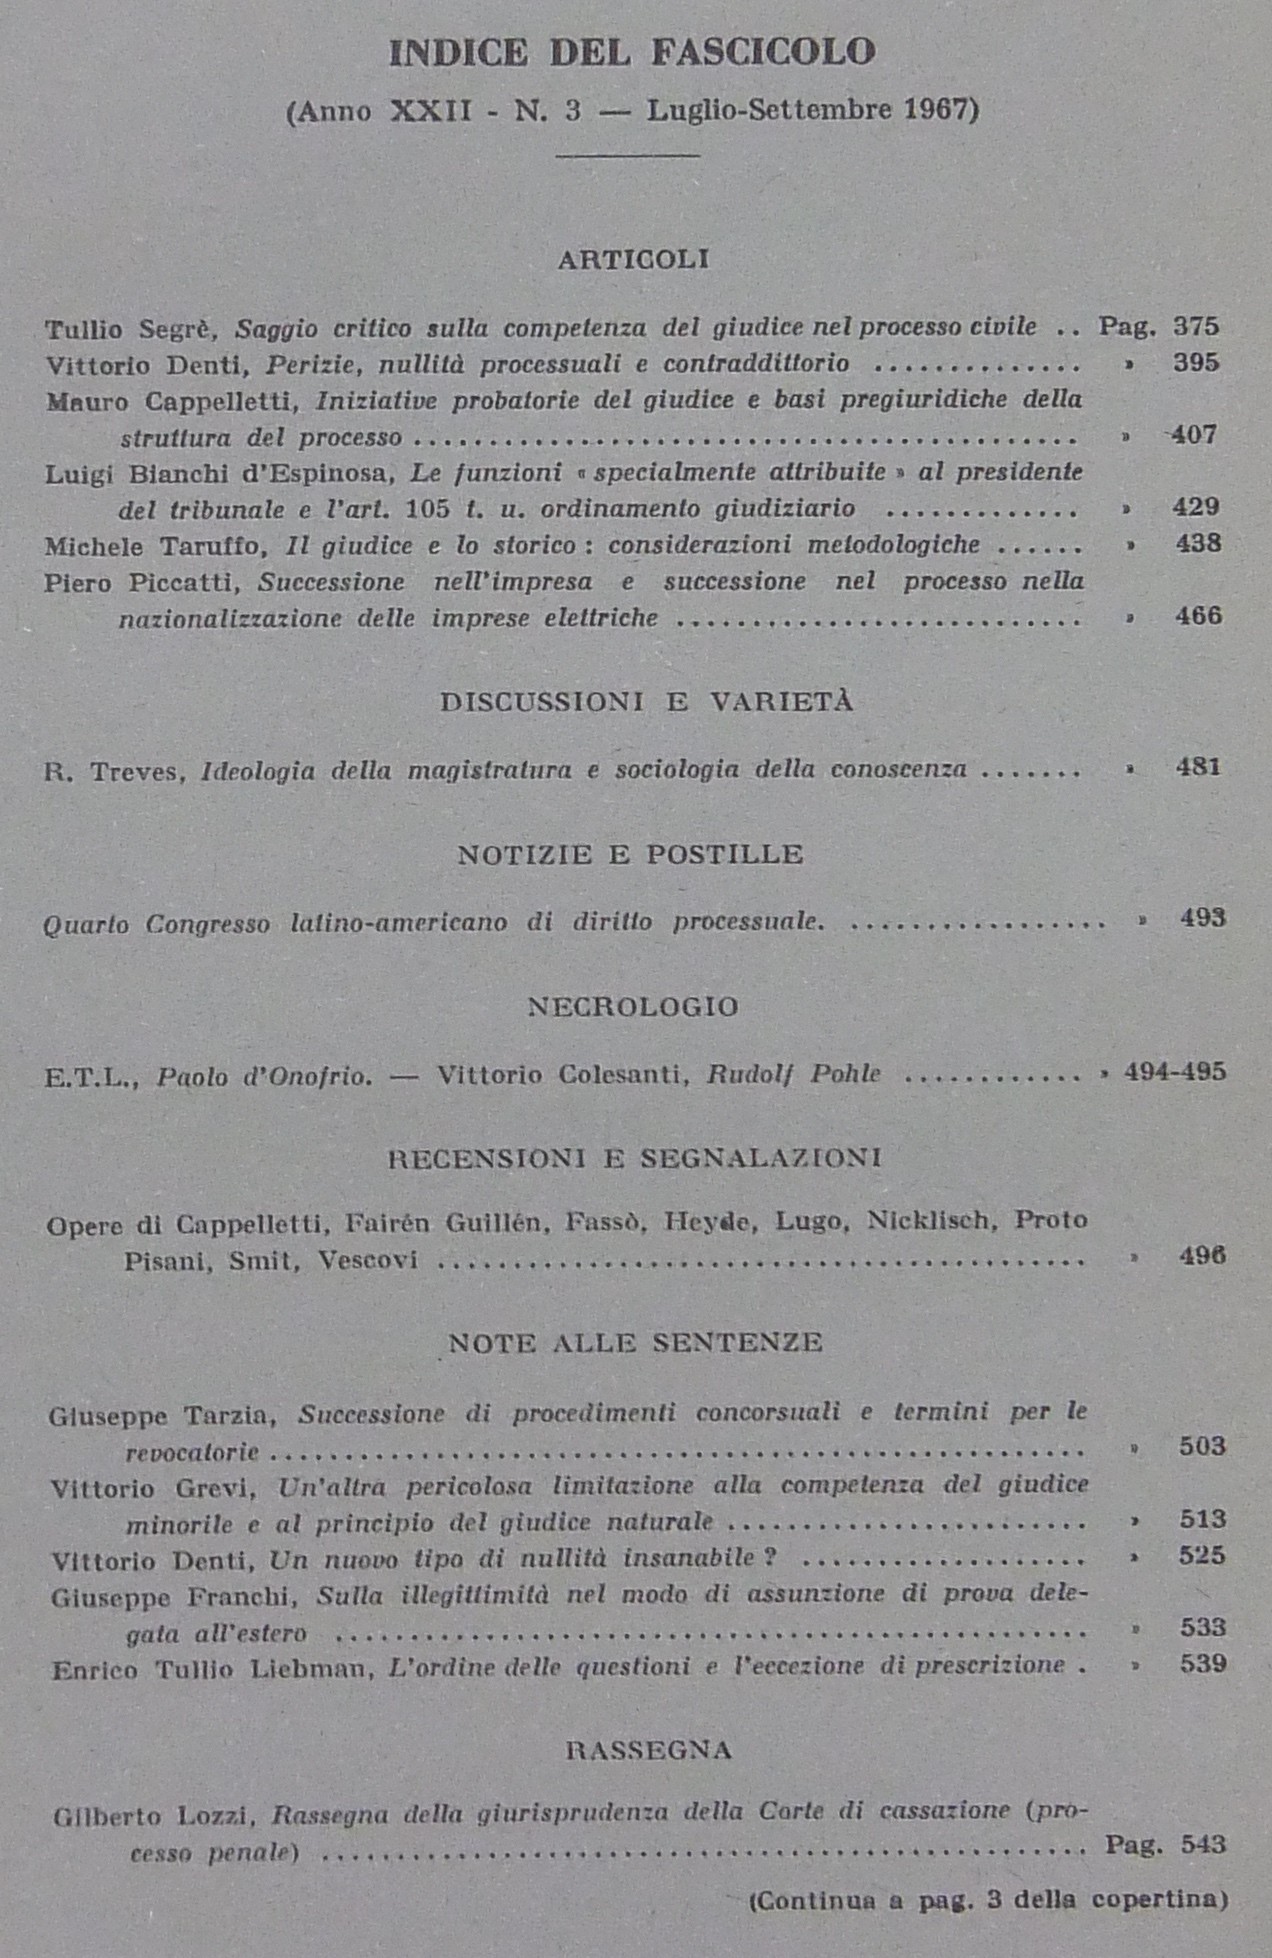 INDICE DEL FASCICOLO
(Anno XXII - N. 3 — Luglio-Settembre 1967)
ARTICOLI
Tullio Segrè, Saggio critico sulla competenza del giudice nel processo civile .. Pag. 375
Vittorio Denti, Perizie, nullità processuali e contraddittorio .............. » 395
Mauro Cappelletti, Iniziative probatorie del giudice e basi pregiuridiche della
struttura del processo ............................................ » 407
Luigi Bianchi d'Espinosa, Le funzioni « specialmente attribuite » al presidente
del tribunale e l'art. 105 t. u. ordinamento giudiziario ............. » 429
Michele Taruffo, Il giudice e lo storico : considerazioni metodologiche ...... » 438
Piero Piccatti, Successione nell'impresa e successione nel processo nella
nazionalizzazione delle imprese elettriche ........................... » 466
DISCUSSIONI E VARIETÀ
R. Treves, Ideologia della magistratura e sociologia della conoscenza ....... » 481
NOTIZIE E POSTILLE
Quarto Congresso latino-americano di diritto processuale. ................. » 493
NECROLOGIO
E.T.L., Paolo d'Onofrio. — Vittorio Colesanti, Rudolf Pohle ............ » 494-495
RECENSIONI E SEGNALAZIONI
Opere di Cappelletti, Fairén Guillén, Fassò, Heyde, Lugo, Nicklisch, Proto
Pisani, Smit, Vescovi ........................................... » 496
NOTE ALLE SENTENZE
Giuseppe Tarzia, Successione di procedimenti concorsuali e termini per le
revocatorie ...................................................... » 503
Vittorio Grevi, Un'altra pericolosa limitazione alla competenza del giudice
minorile e al principio del giudice naturale ........................ » 513
Vittorio Denti, Un nuovo tipo di nullità insanabile ? ................... » 525
Giuseppe Franchi, Sulla illegittimità nel modo di assunzione di prova dele-
gata all'estero .................................................. » 533
Enrico Tullio Liebman, L'ordine delle questioni e l'eccezione di prescrizione . » 539
RASSEGNA
Gilberto Lozzi, Rassegna della giurisprudenza della Corte di cassazione (pro-
cesso penale) ................................................... Pag. 543
(Continua a pag. 3 della copertina)